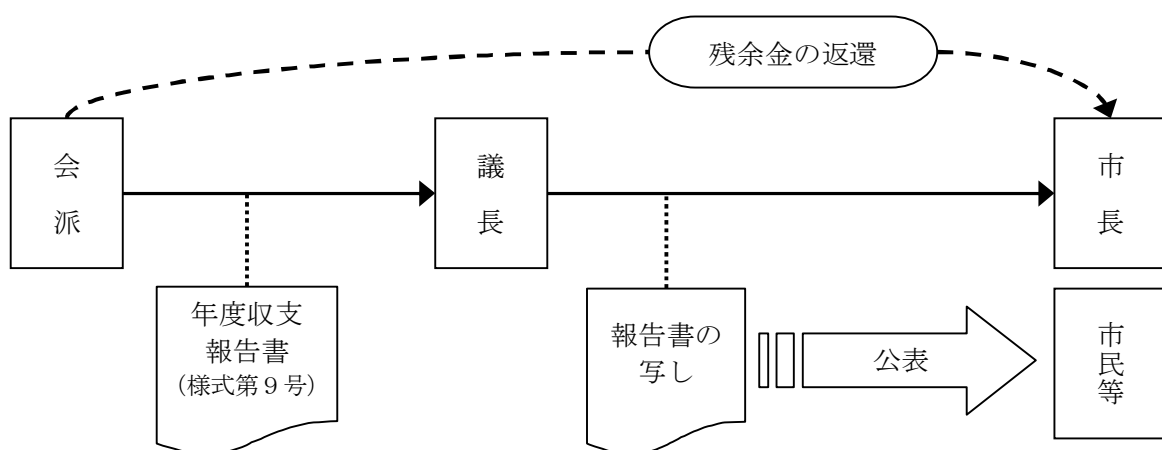 残余金の返還
会派
議長
市長
年度収支
報告書
(様式第９号)
報告書の
写し
公表
市民等